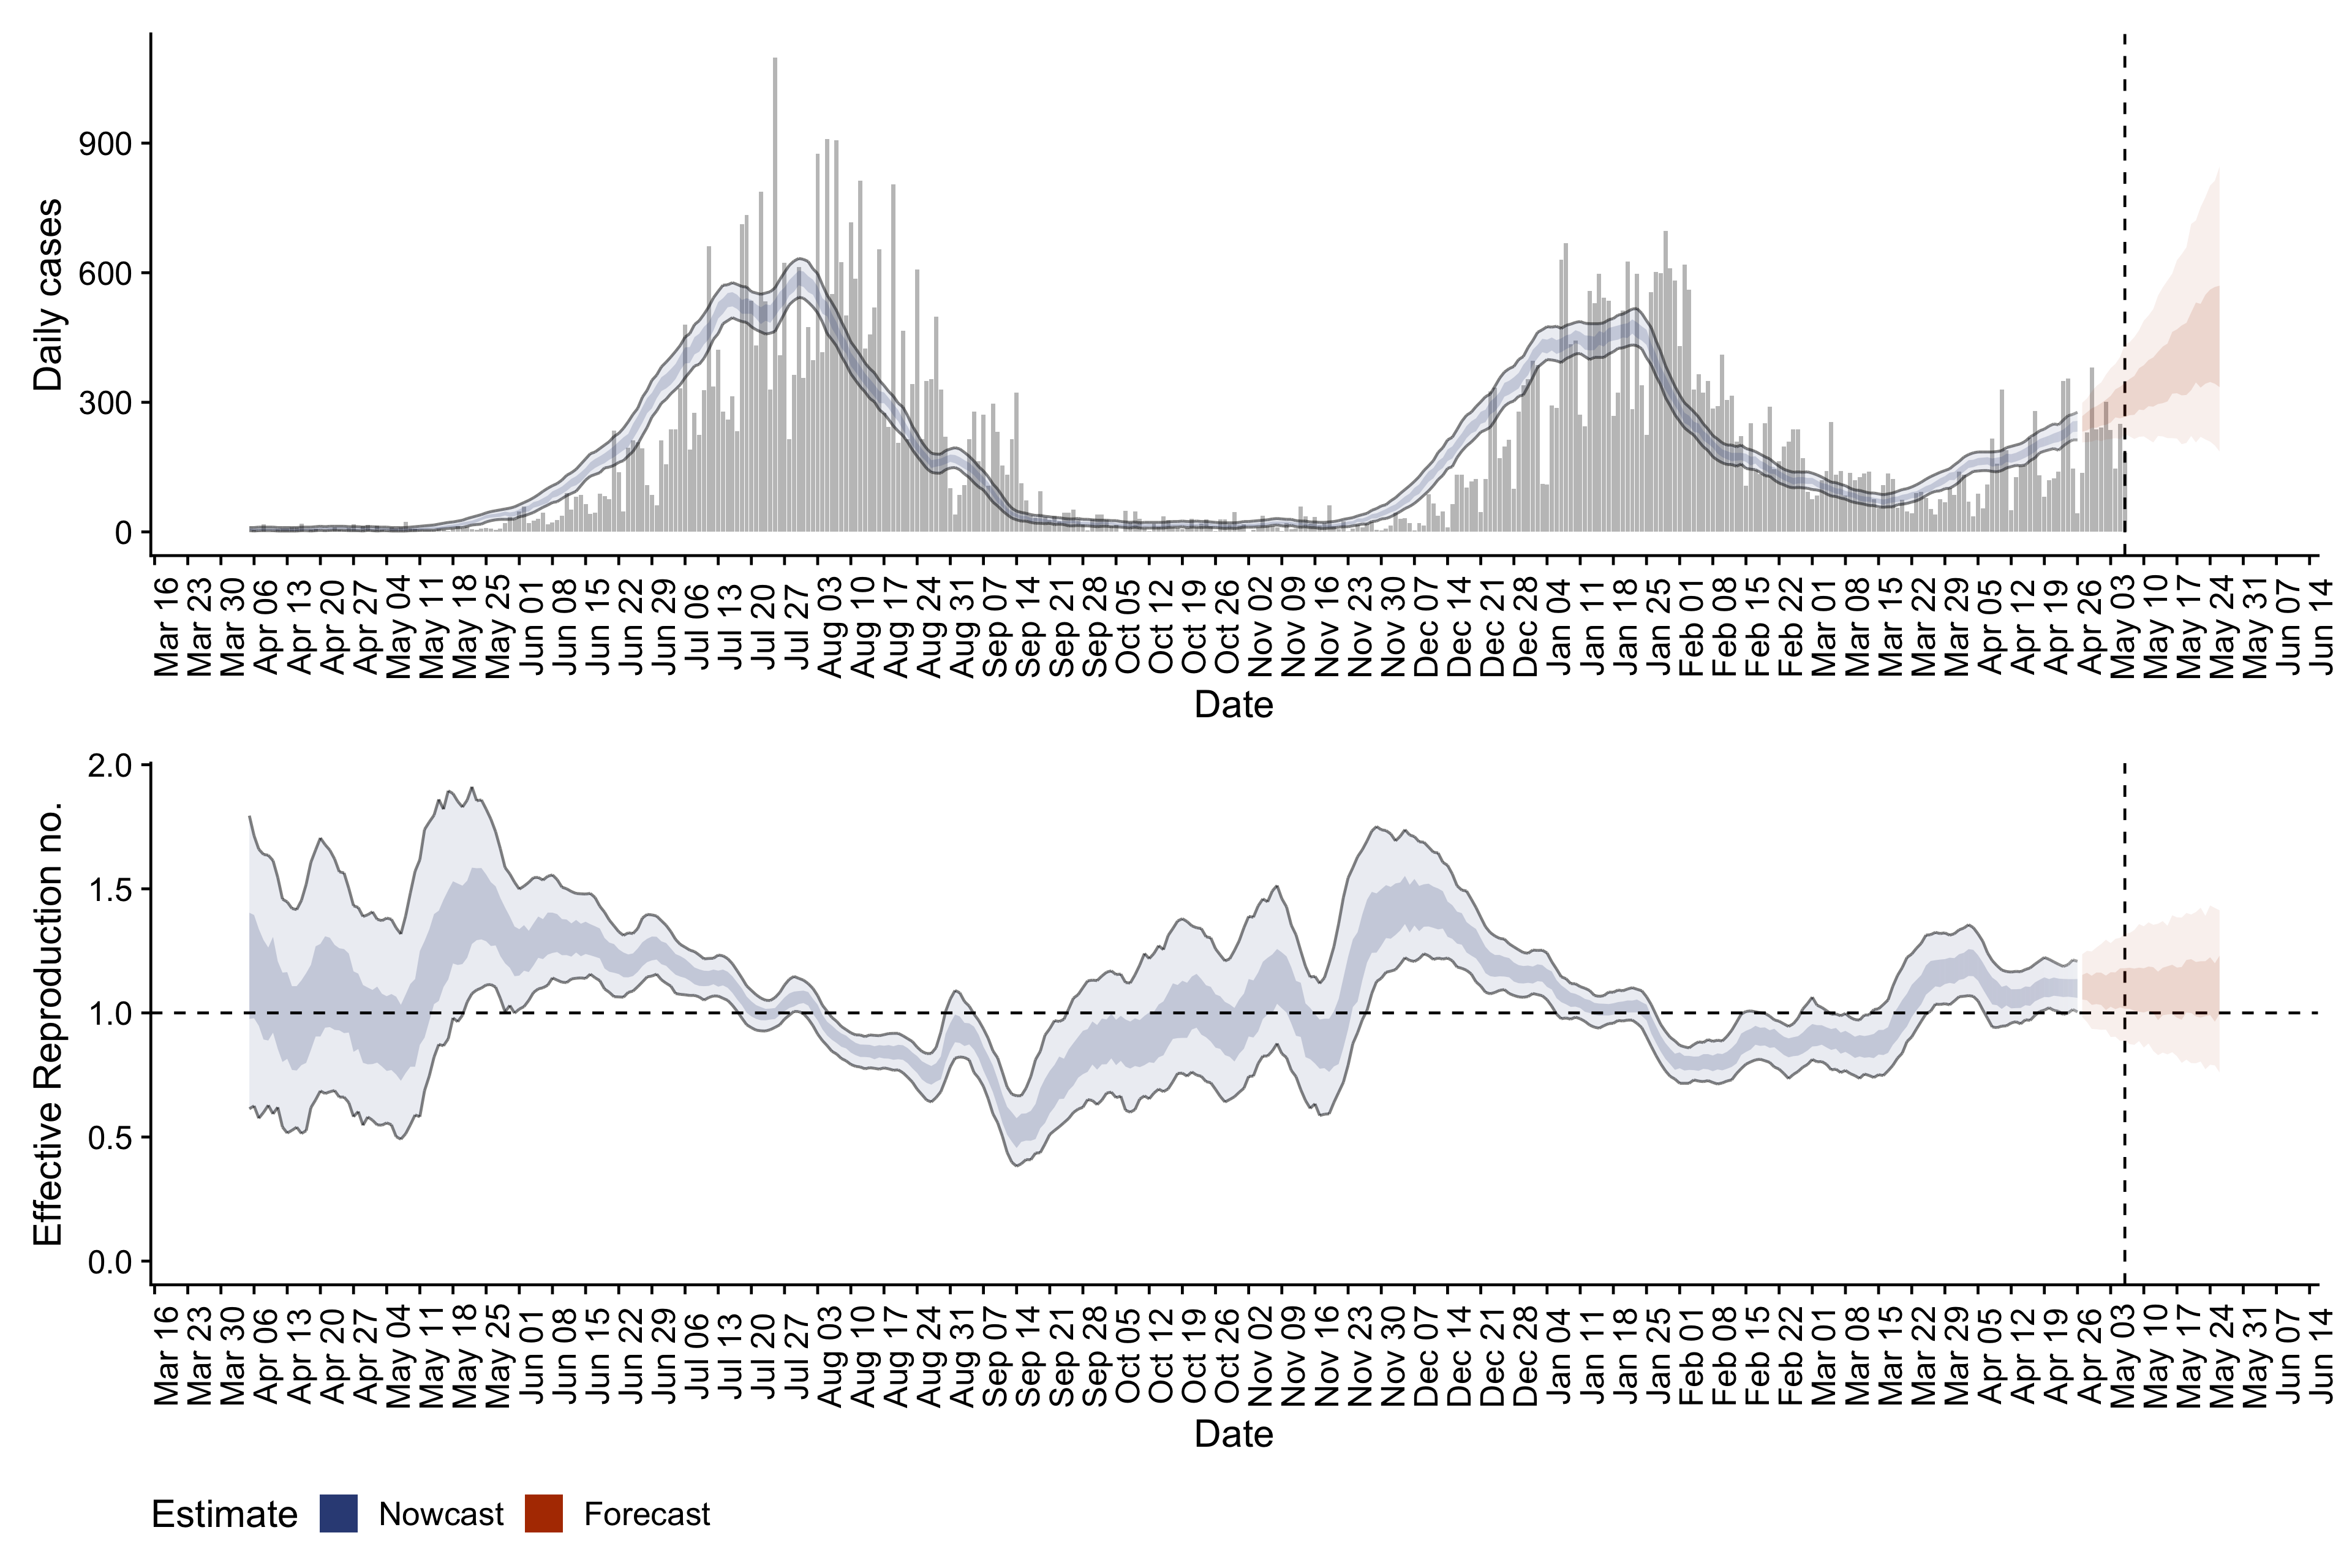 Daily cases
900
600
300
0
Mar 16 Mar 23 Mar 30 Apr 06 Apr 13 Apr 20 Apr 27 May 04 May 11 May 18 May 25 Jun 01 Jun 08 Jun 15 Jun 22 Jun 29 Jul 06 Jul 13 Jul 20 Jul 27 Aug 03 Aug 10 Aug 17 Aug 24 Aug 31 Sep 07 Sep 14 Sep 21 Sep 28 Oct 05 Oct 12 Oct 19 Oct 26 Nov 02 Nov 09 Nov 16 Nov 23 Nov 30 Dec 07 Dec 14 Dec 21 Dec 28 Jan 04 Jan 11 Jan 18 Jan 25 Feb 01 Feb 08 Feb 15 Feb 22 Mar 01 Mar 08 Mar 15 Mar 22 Mar 29 Apr 05 Apr 12 Apr 19 Apr 26 May 03 May 10 May 17 May 24 May 31 Jun 07 Jun 14
Date
Effective Reproduction no.
2.0
1.5
1.0
0.5
0.0
Mar 16 Mar 23 Mar 30 Apr 06 Apr 13 Apr 20 Apr 27 May 04 May 11 May 18 May 25 Jun 01 Jun 08 Jun 15 Jun 22 Jun 29 Jul 06 Jul 13 Jul 20 Jul 27 Aug 03 Aug 10 Aug 17 Aug 24 Aug 31 Sep 07 Sep 14 Sep 21 Sep 28 Oct 05 Oct 12 Oct 19 Oct 26 Nov 02 Nov 09 Nov 16 Nov 23 Nov 30 Dec 07 Dec 14 Dec 21 Dec 28 Jan 04 Jan 11 Jan 18 Jan 25 Feb 01 Feb 08 Feb 15 Feb 22 Mar 01 Mar 08 Mar 15 Mar 22 Mar 29 Apr 05 Apr 12 Apr 19 Apr 26 May 03 May 10 May 17 May 24 May 31 Jun 07 Jun 14
Date
Estimate Nowcast Forecast